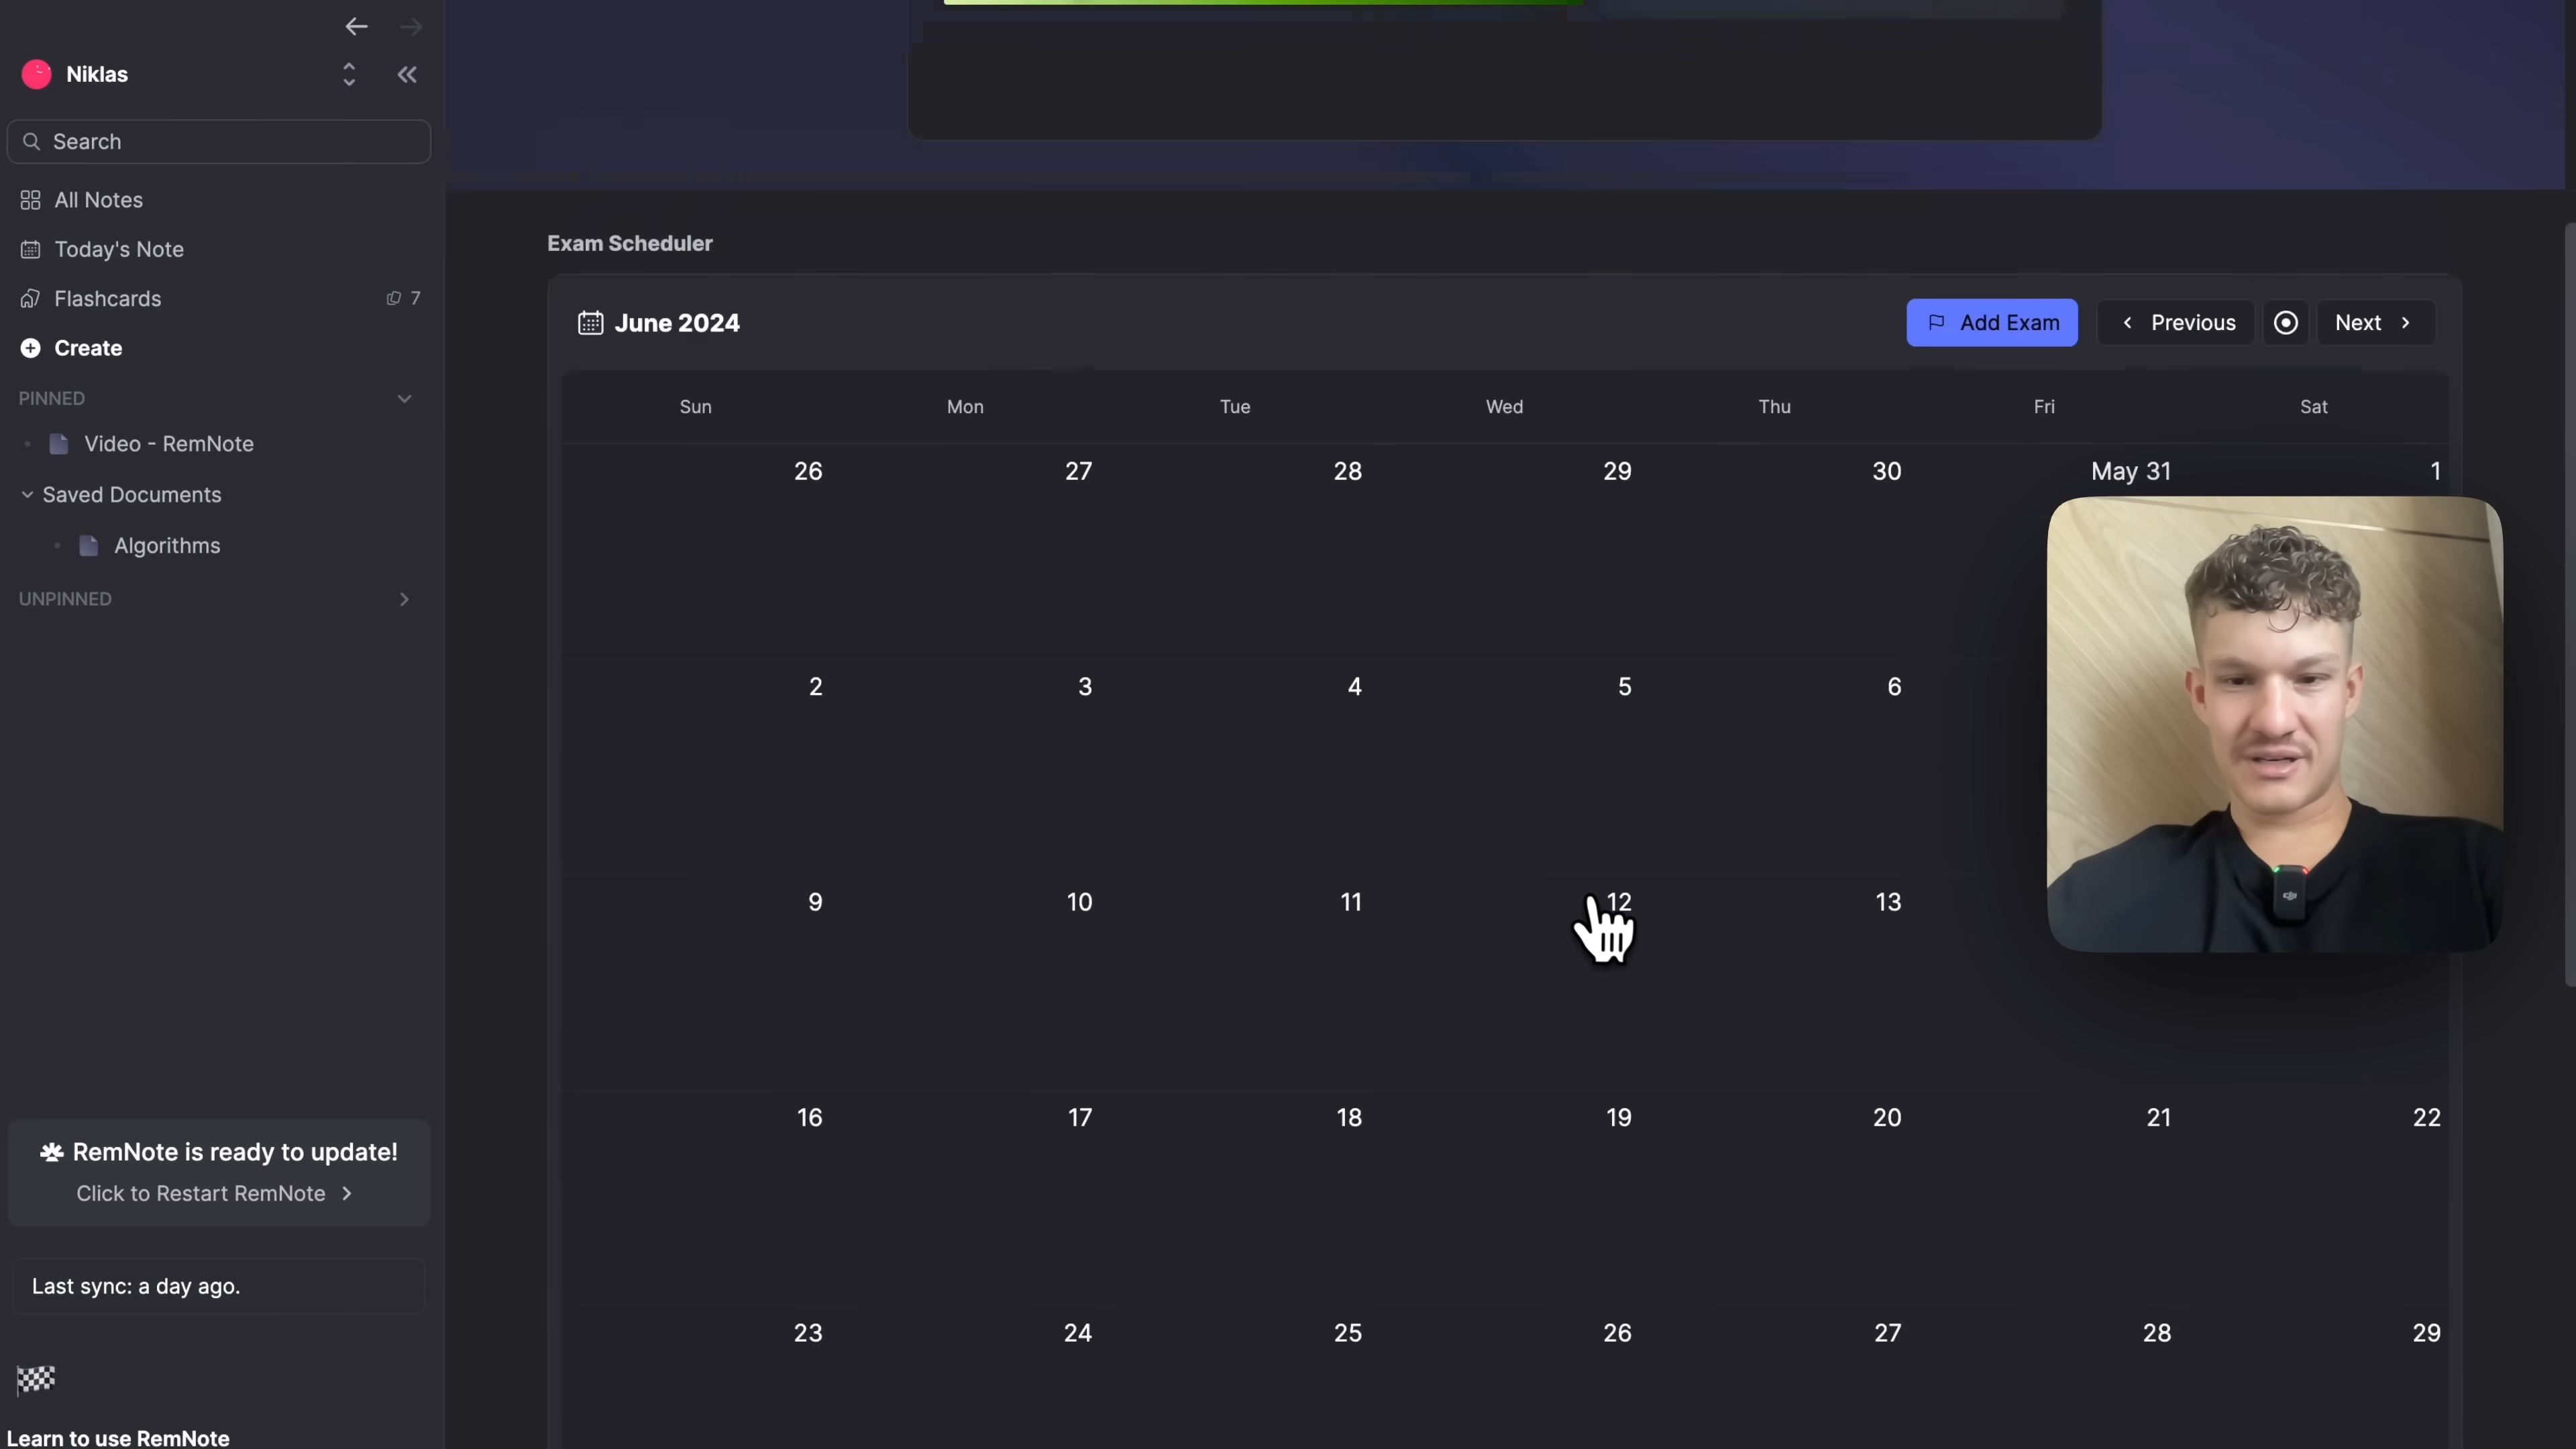 Niklas
Search
All Notes
Today's Note
Flashcards 7
Create
PINNED
Video - RemNote
Saved Documents
Algorithms
UNPINNED
RemNote is ready to update!
Click to Restart RemNote
Last sync: a day ago.
Learn to use RemNote
Exam Scheduler
June 2024 Add Exam Previous Next
Sun Mon Tue Wed Thu Fri Sat
26 27 28 29 30 May 31 1
2 3 4 5 6
9 10 11 12 13
16 17 18 19 20 21 22
23 24 25 26 27 28 29
dji